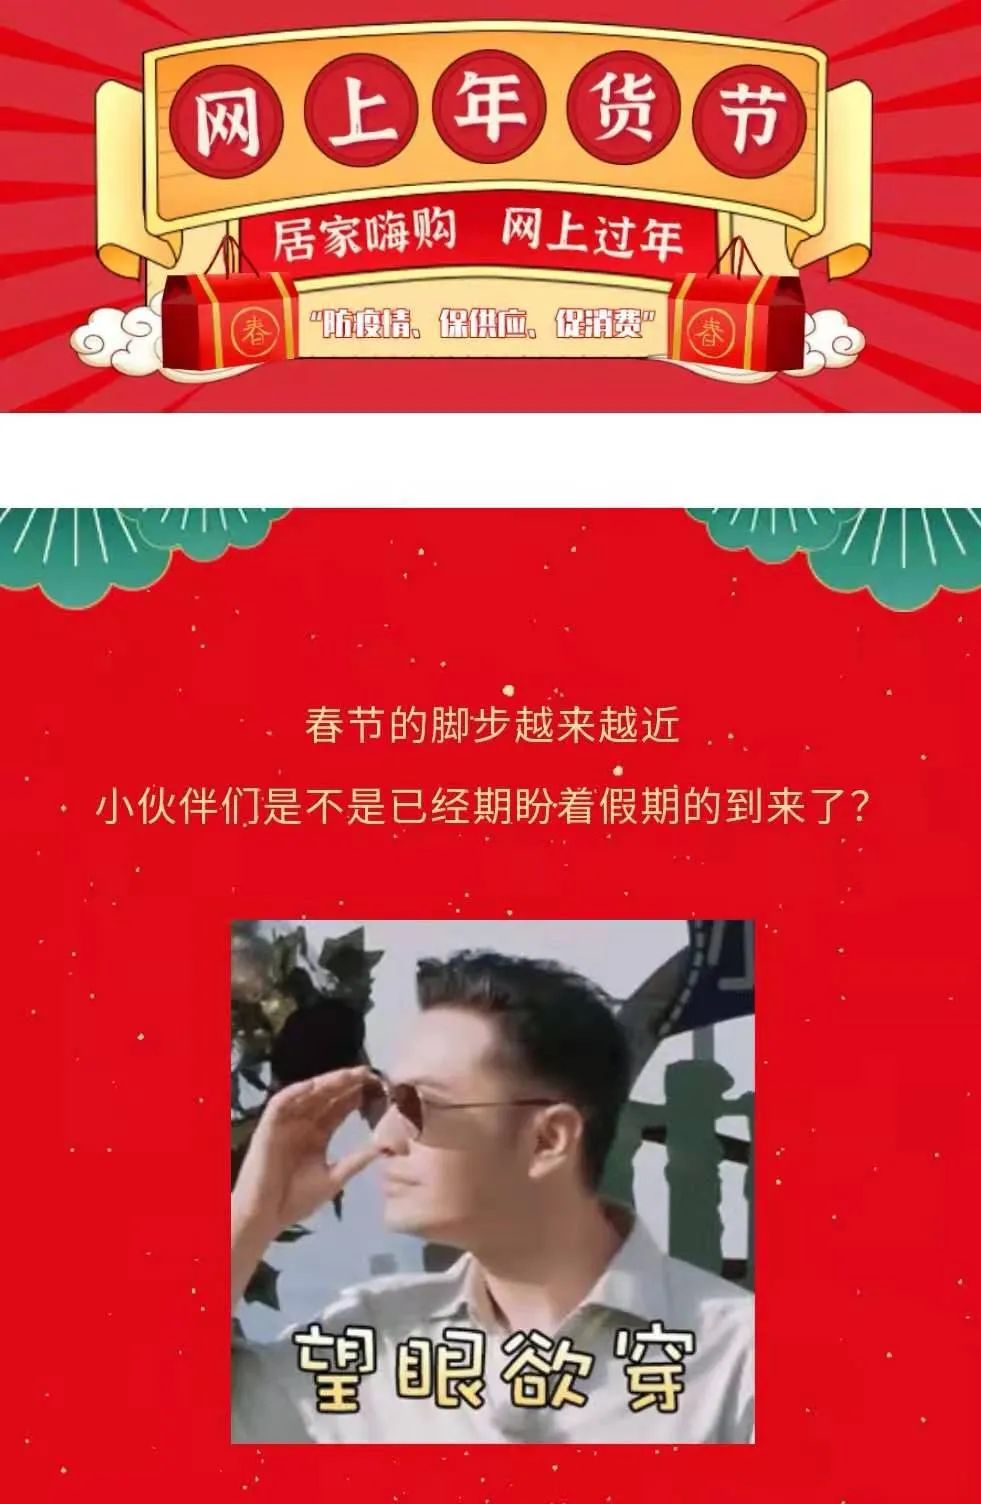 网上年货节
居家嗨购 网上过年
春 春
“防疫情、保供应、促消费”
春节的脚步越来越近
小伙伴们是不是已经期盼着假期的到来了？
望眼欲穿